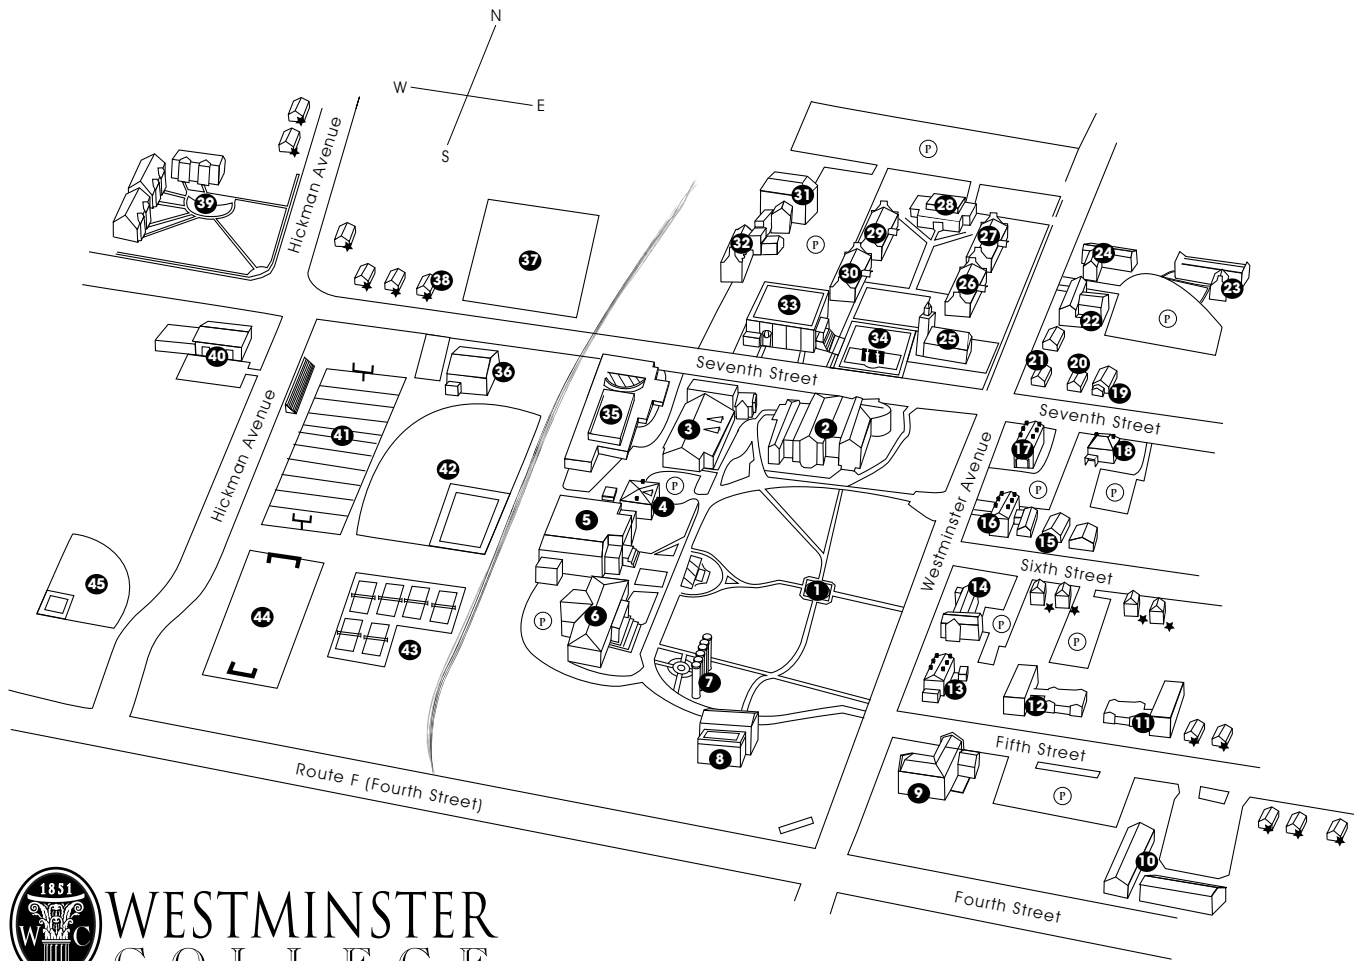 N
W
E
S
Hickman Avenue
P
31
28
29
27
32
P
30
26
24
23
39
37
38
33
34
25
22
P
40
36
Seventh Street
21
20
19
Seventh Street
35
3
2
17
18
41
42
Hickman Avenue
P
4
5
Westminster Avenue
P
P
16
15
Sixth Street
45
44
43
1
14
P
P
6
P
7
13
12
11
8
Fifth Street
9
P
Route F (Fourth Street)
10
Fourth Street
1851
W C
WESTMINSTER
COLLEGE